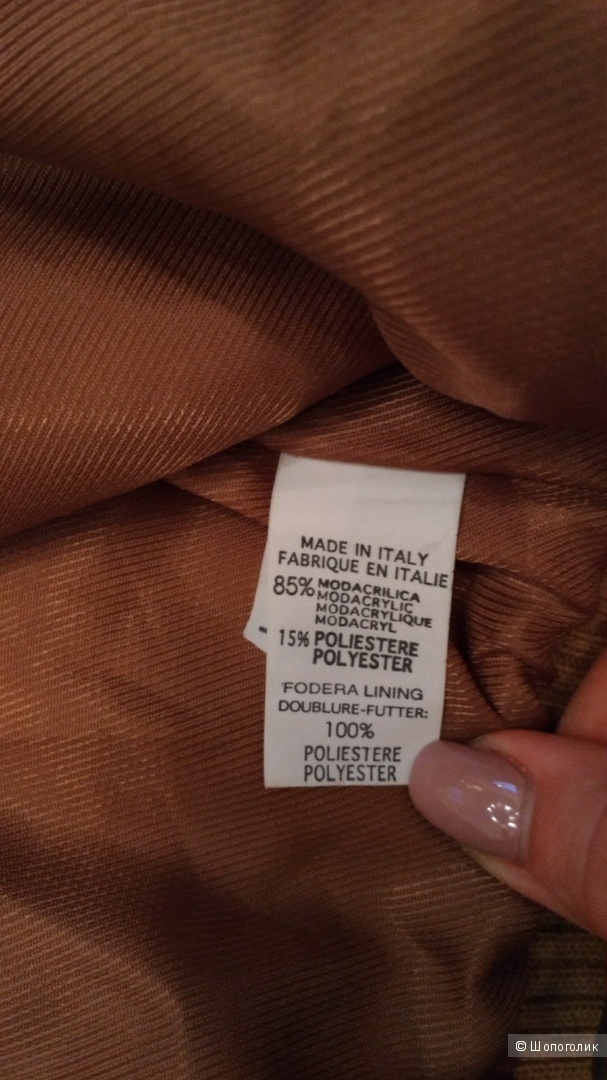 MADE IN ITALY
FABRIQUE EN ITALIE
85% MODACRILICA
MODACRYLIC
MODACRYLIQUE
MODACRYL
15% POLIESTERE
POLYESTER
FODERA LINING
DOUBLURE-FUTTER:
100%
POLIESTERE
POLYESTER
© Шопоголик